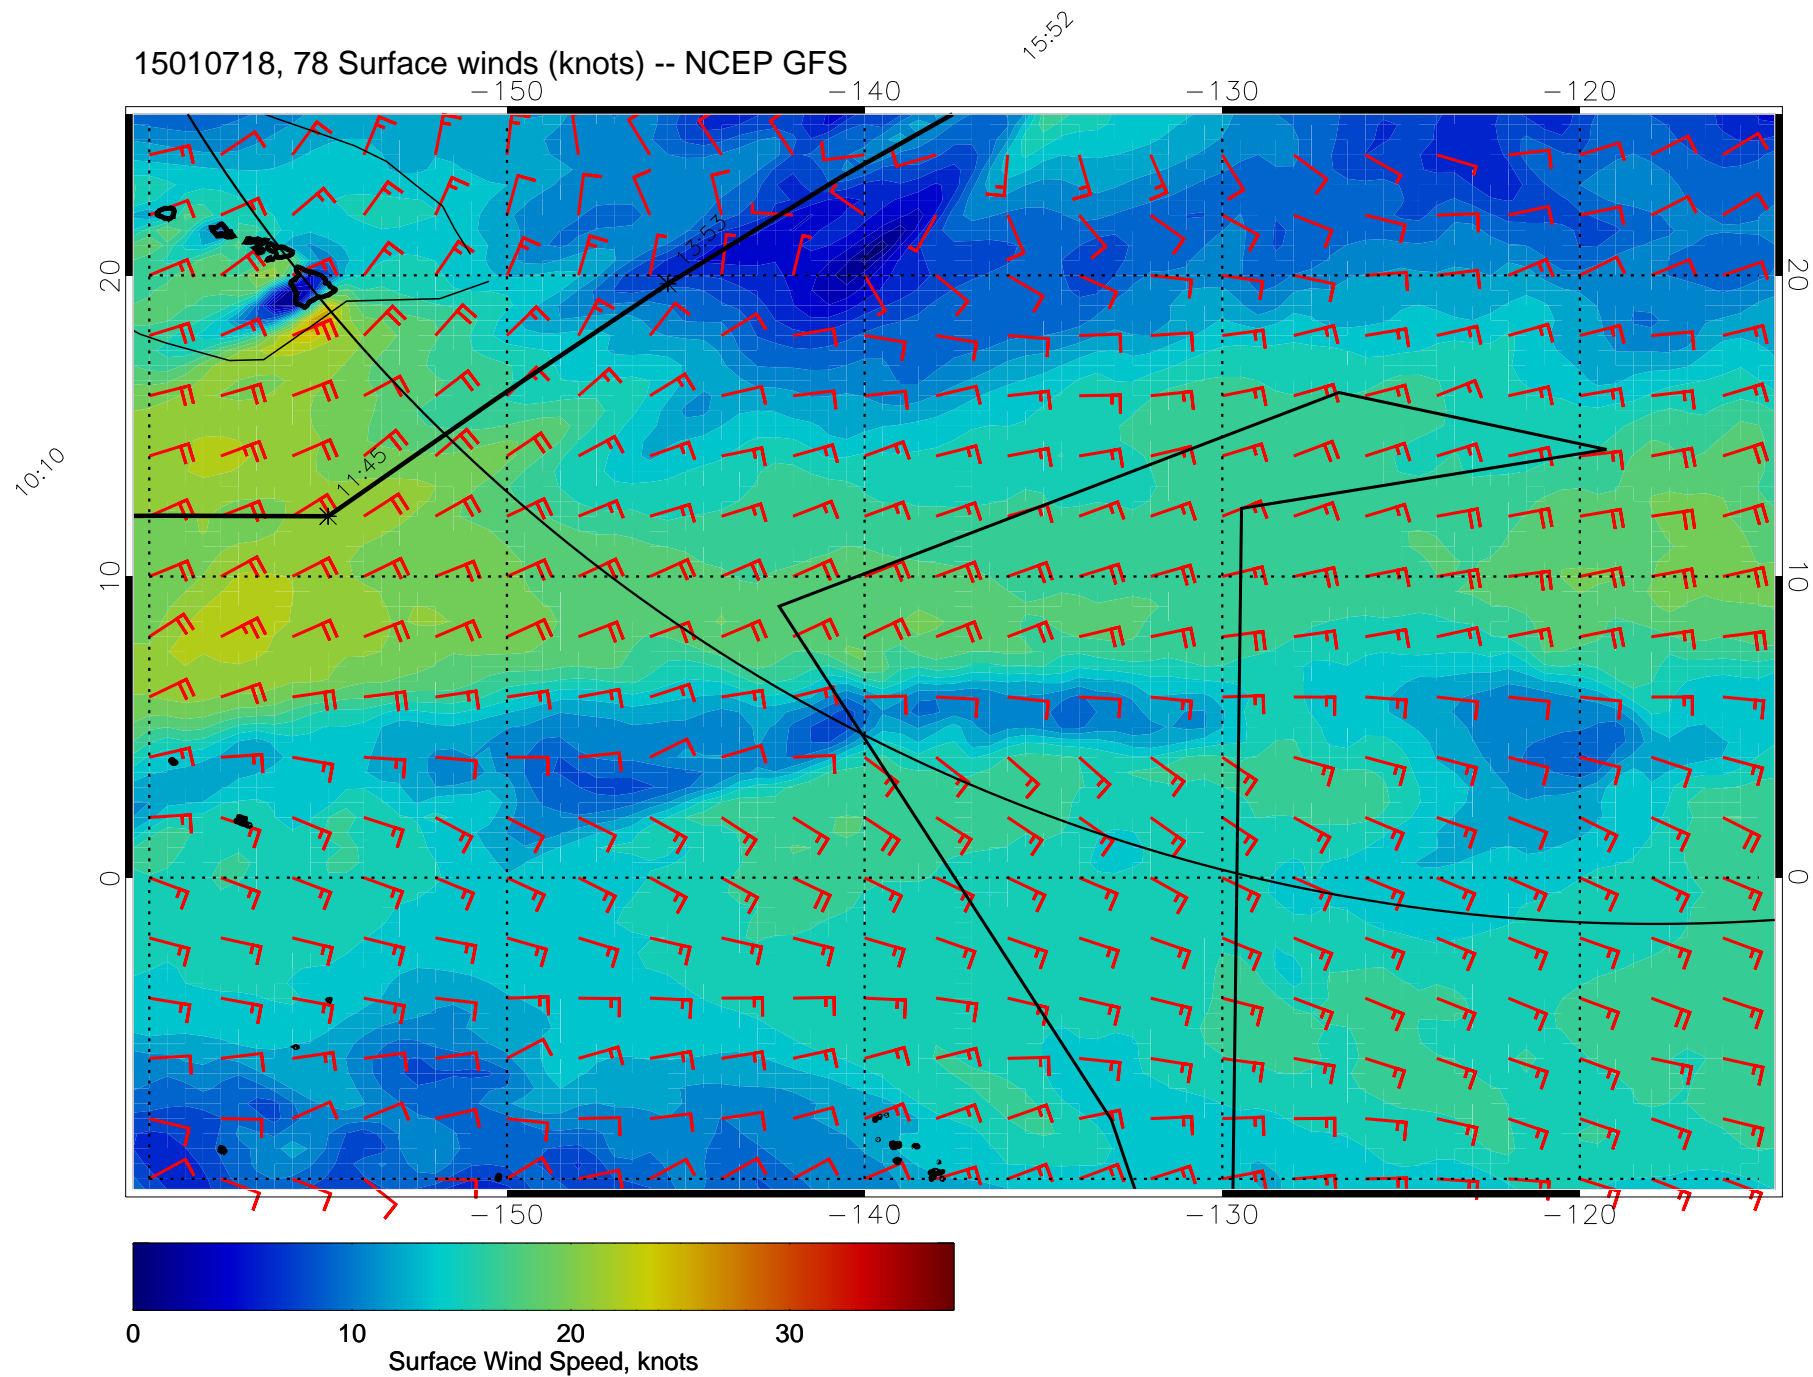 15:52
15010718, 78 Surface winds (knots) -- NCEP GFS
-150 -140 -130 -120
13:53
20 20
10:10
11:45
10 10
0 0
-150 -140 -130 -120
0 10 20 30
Surface Wind Speed, knots